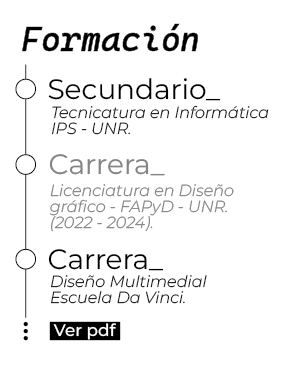 Formación
Secundario_
Tecnicatura en Informática
IPS - UNR.
Carrera_
Licenciatura en Diseño
gráfico - FAPyD - UNR.
(2022 - 2024).
Carrera_
Diseño Multimedial
Escuela Da Vinci.
Ver pdf